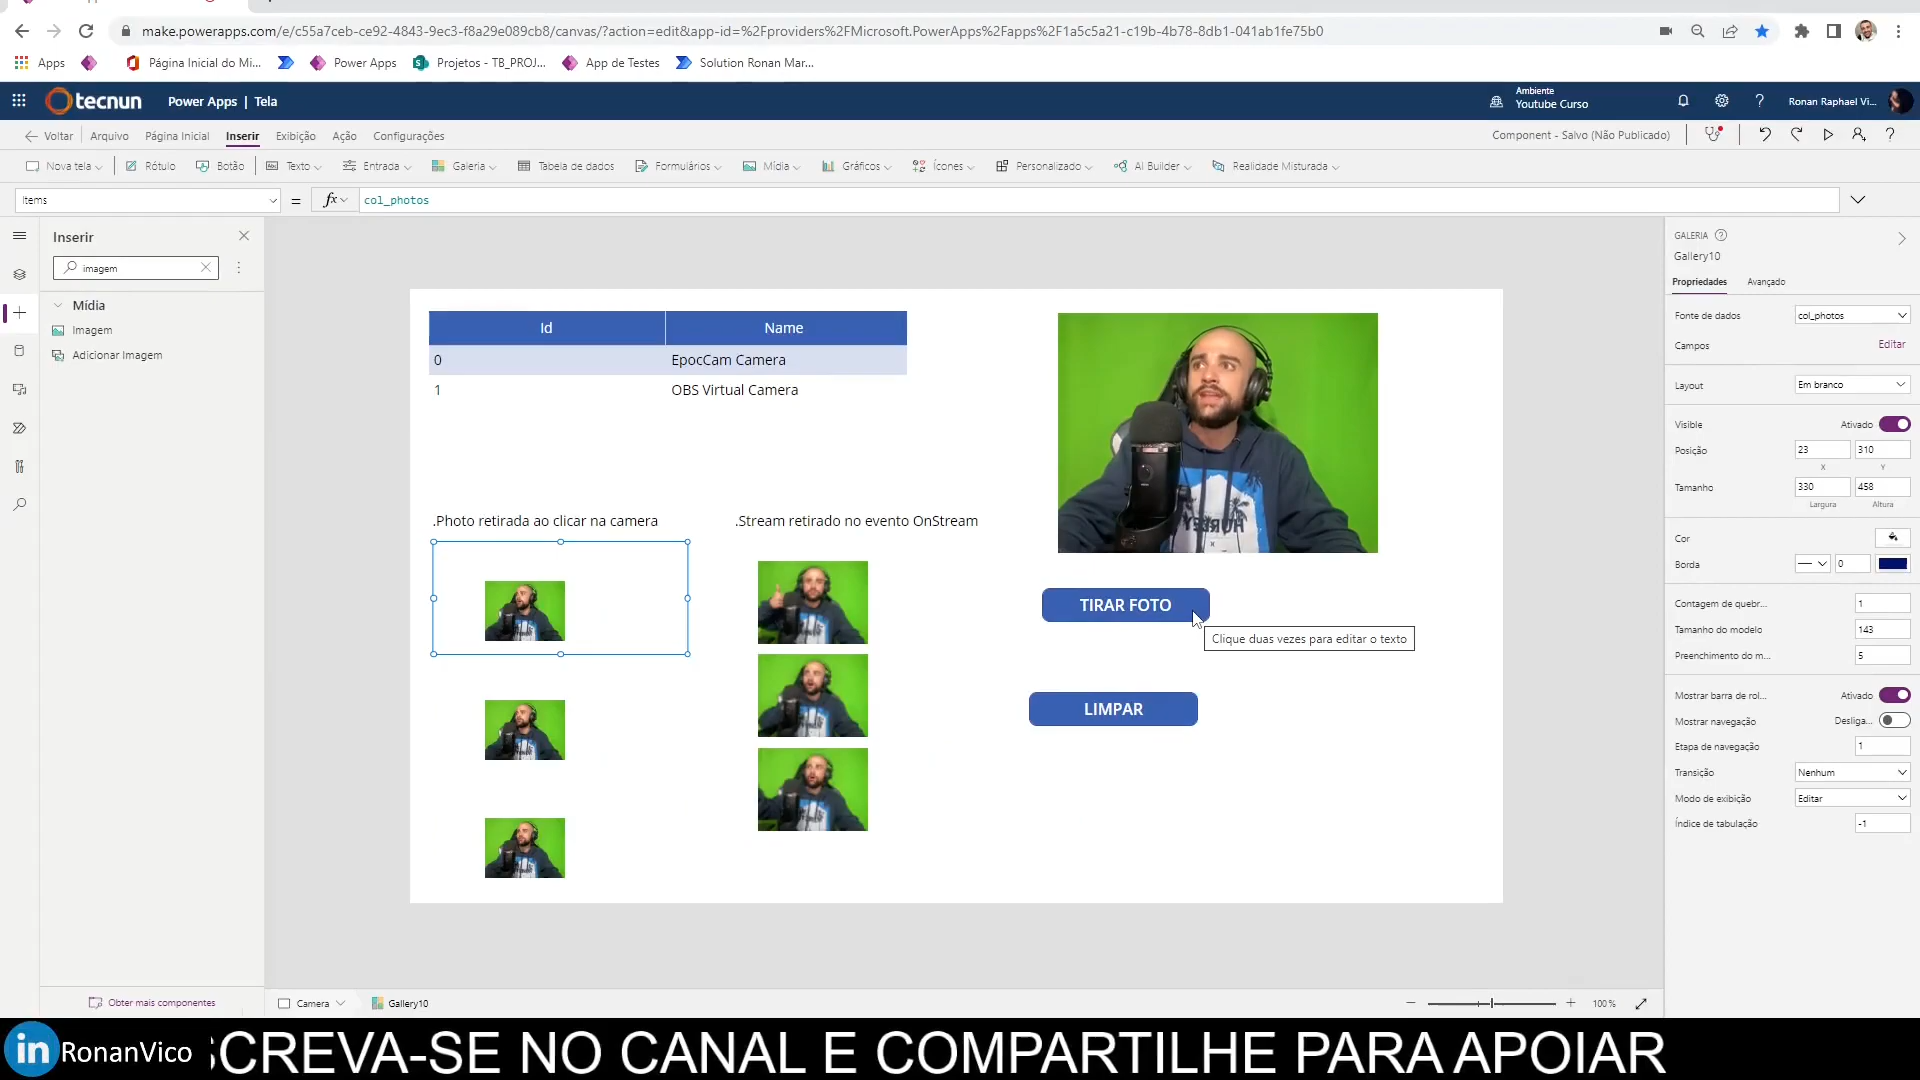 make.powerapps.com/e/c55a7ceb-ce92-4843-9ec3-f8a29e089cb8/canvas/?action=edit&app-id=%2Fproviders%2FMicrosoft.PowerApps%2Fapps%2F1a5c5a21-c19b-4b78-8db1-041ab1fe75b0
Apps
Página Inicial do Mi...
Power Apps
Projetos - TB_PROJ...
App de Testes
Solution Ronan Mar...
tecnun
Power Apps | Tela
Ambiente
Youtube Curso
?
Ronan Raphael Vi...
Voltar
Arquivo
Página Inicial
Inserir
Exibição
Ação
Configurações
Component - Salvo (Não Publicado)
?
Nova tela
Rótulo
Botão
Texto
Entrada
Galeria
Tabela de dados
Formulários
Mídia
Gráficos
Ícones
Personalizado
AI Builder
Realidade Misturada
Items
=
fx
col_photos
Inserir
imagem
Mídia
Imagem
Adicionar Imagem
Obter mais componentes
Id Name
0 EpocCam Camera
1 OBS Virtual Camera
.Photo retirada ao clicar na camera
.Stream retirado no evento OnStream
TIRAR FOTO
Clique duas vezes para editar o texto
LIMPAR
GALERIA ?
Gallery10
Propriedades
Avançado
Fonte de dados col_photos
Campos Editar
Layout Em branco
Visible Ativado
Posição 23 310
X Y
Tamanho 330 458
Largura Altura
Cor
Borda 0
Contagem de quebr... 1
Tamanho do modelo 143
Preenchimento do m... 5
Mostrar barra de rol... Ativado
Mostrar navegação Desliga...
Etapa de navegação 1
Transição Nenhum
Modo de exibição Editar
Índice de tabulação -1
Camera
Gallery10
100 %
in RonanVico
CREVA-SE NO CANAL E COMPARTILHE PARA APOIAR